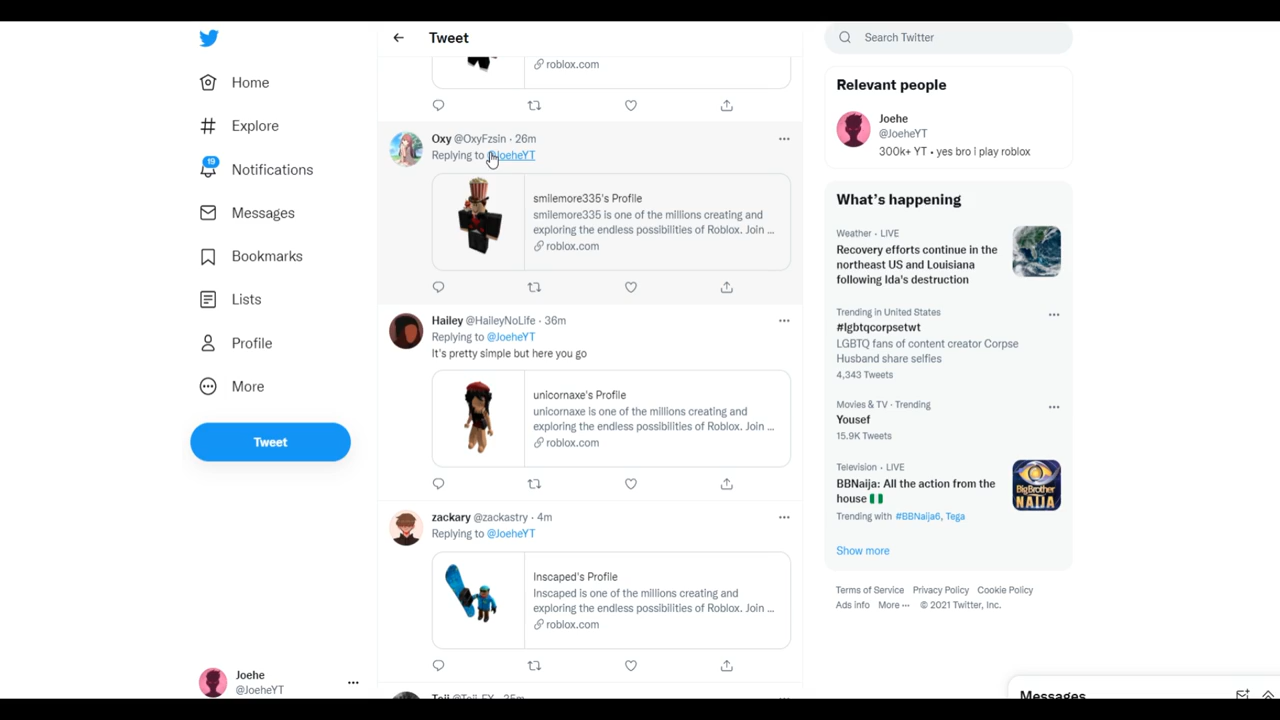 Home
Explore
19
Notifications
Messages
Bookmarks
Lists
Profile
More
Tweet
Joehe
@JoeheYT
Tweet
roblox.com
Oxy @OxyFzsin · 26m
Replying to @JoeheYT
smilemore335's Profile
smilemore335 is one of the millions creating and
exploring the endless possibilities of Roblox. Join ...
roblox.com
Hailey @HaileyNoLife · 36m
Replying to @JoeheYT
It's pretty simple but here you go
unicornaxe's Profile
unicornaxe is one of the millions creating and
exploring the endless possibilities of Roblox. Join ...
roblox.com
zackary @zackastry · 4m
Replying to @JoeheYT
Inscaped's Profile
Inscaped is one of the millions creating and
exploring the endless possibilities of Roblox. Join ...
roblox.com
Search Twitter
Relevant people
Joehe
@JoeheYT
300k+ YT • yes bro i play roblox
What's happening
Weather · LIVE
Recovery efforts continue in the
northeast US and Louisiana
following Ida's destruction
Trending in United States
#lgbtqcorpsetwt
LGBTQ fans of content creator Corpse
Husband share selfies
4,343 Tweets
Movies & TV · Trending
Yousef
15.9K Tweets
Television · LIVE
BBNaija: All the action from the
house 🇳🇬
Trending with #BBNaija6, Tega
BIG BROTHER
NAIJA
Show more
Terms of Service Privacy Policy Cookie Policy
Ads info More ··· © 2021 Twitter, Inc.
Messages